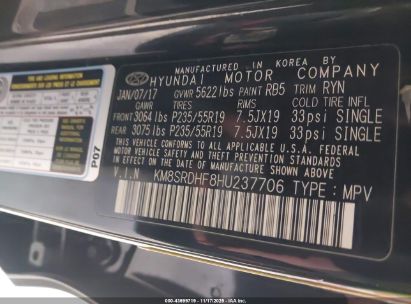 MANUFACTURED IN KOREA BY
HYUNDAI MOTOR COMPANY
JAN/07/17 GVWR 5622lbs PAINT RB5 TRIM RYN
GAWR TIRES RIMS COLD TIRE INFL
FRONT 3064 lbs P235/55R19 7.5JX19 33psi SINGLE
REAR 3075 lbs P235/55R19 7.5JX19 33psi SINGLE
THIS VEHICLE CONFORMS TO ALL APPLICABLE U.S.A. FEDERAL
MOTOR VEHICLE SAFETY BUMPER, AND THEFT PREVENTION
STANDARDS IN EFFECT ON THE DATE OF MANUFACTURE SHOWN ABOVE.
V.I.N KM8SRDHF8HU237706 TYPE : MPV
P07